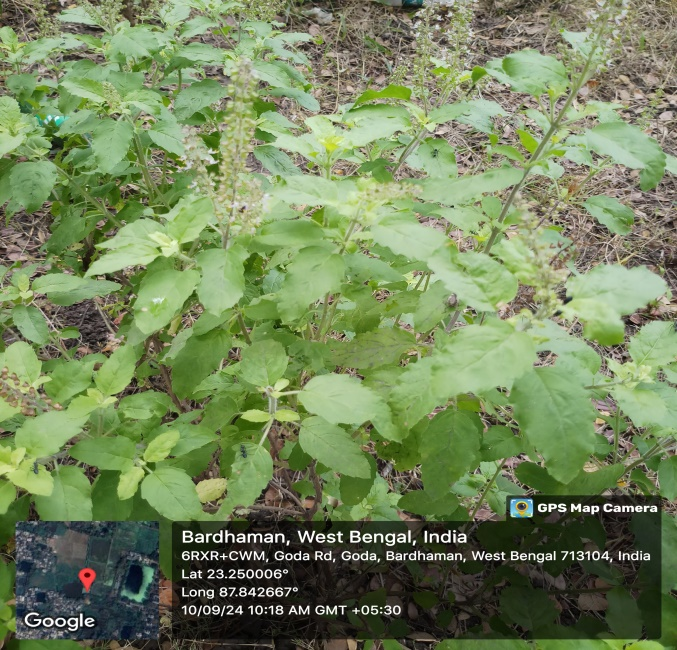 GPS Map Camera
Bardhaman, West Bengal, India
6RXR+CWM, Goda Rd, Goda, Bardhaman, West Bengal 713104, India
Lat 23.250006°
Long 87.842667°
10/09/24 10:18 AM GMT +05:30
Google